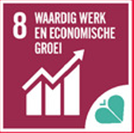 8 WAARDIG WERK
EN ECONOMISCHE
GROEI